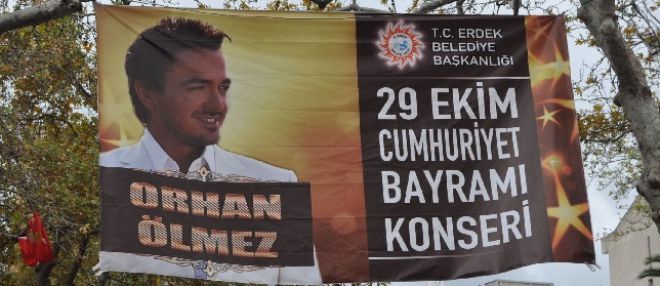 T.C. ERDEK
BELEDİYE
BAŞKANLIĞI
29 EKİM
CUMHURİYET
BAYRAMI
KONSERİ
ORHAN
ÖLMEZ